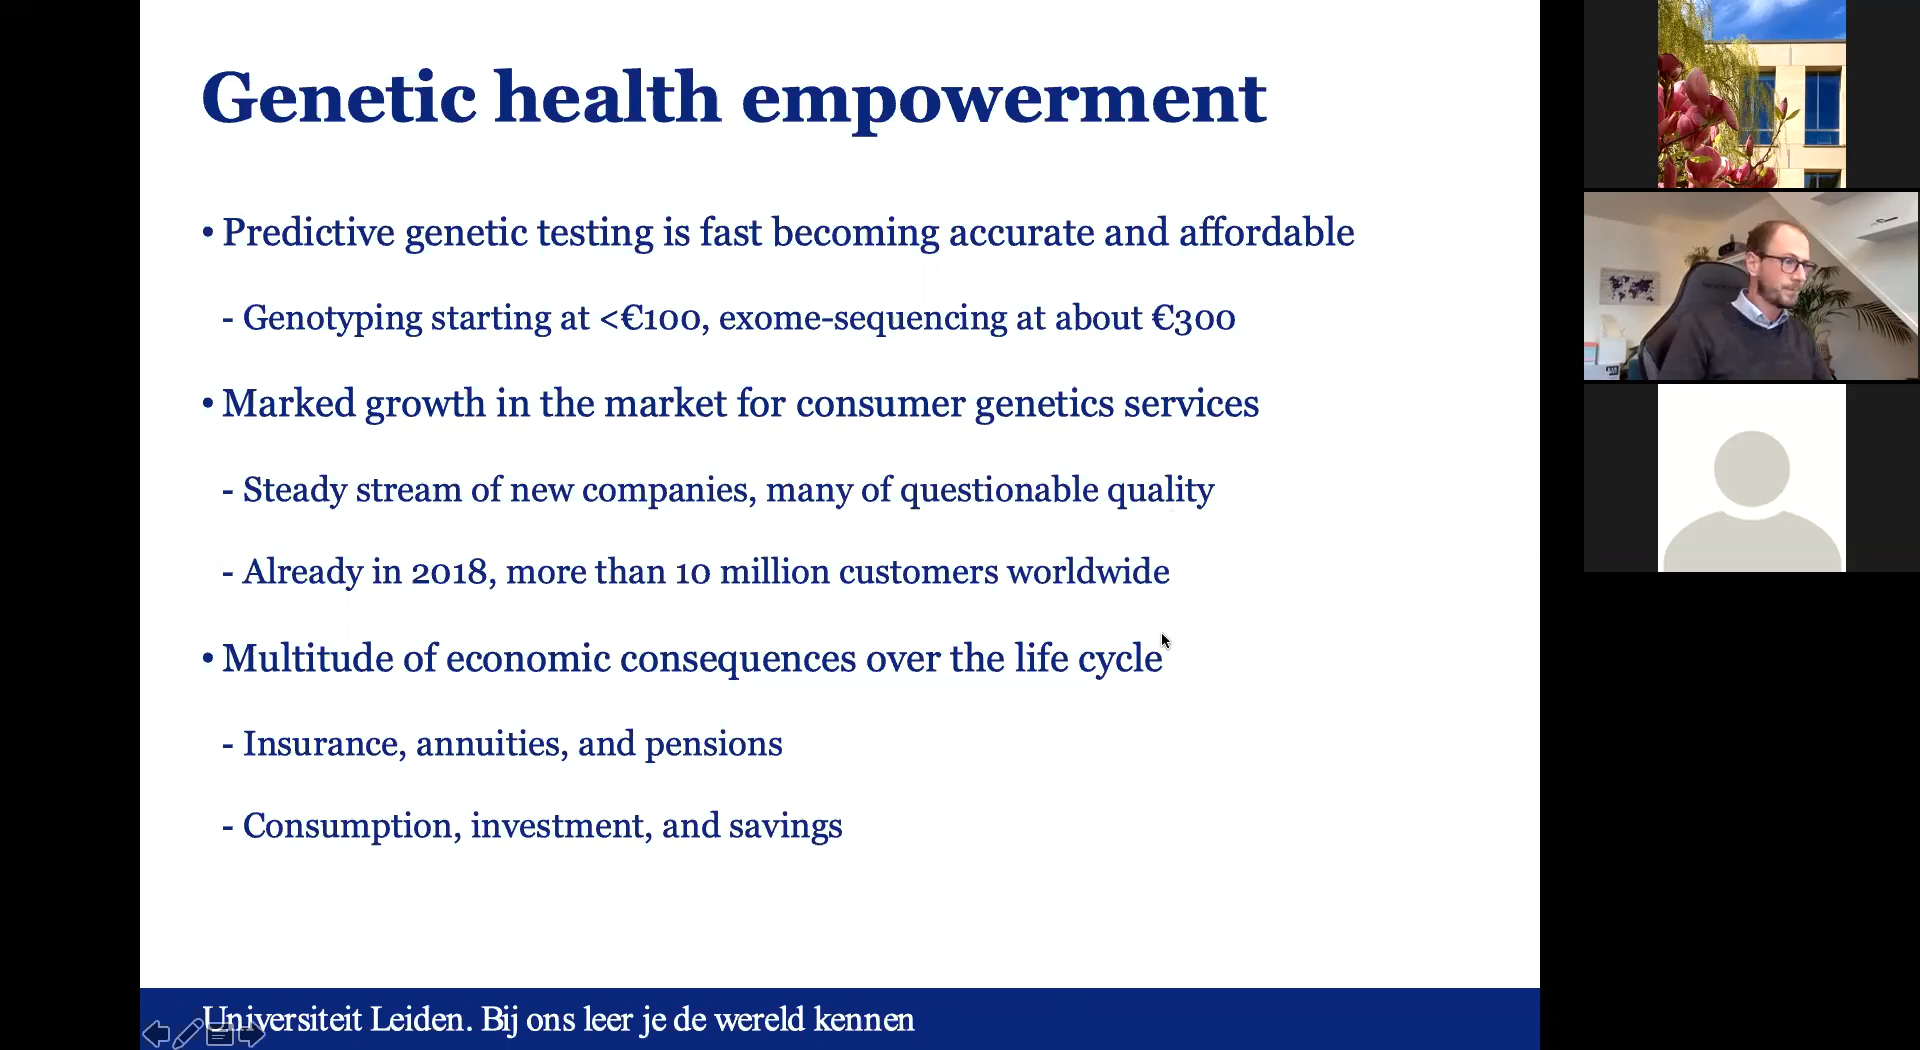 Genetic health empowerment
• Predictive genetic testing is fast becoming accurate and affordable
- Genotyping starting at <€100, exome-sequencing at about €300
• Marked growth in the market for consumer genetics services
- Steady stream of new companies, many of questionable quality
- Already in 2018, more than 10 million customers worldwide
• Multitude of economic consequences over the life cycle
- Insurance, annuities, and pensions
- Consumption, investment, and savings
Universiteit Leiden. Bij ons leer je de wereld kennen